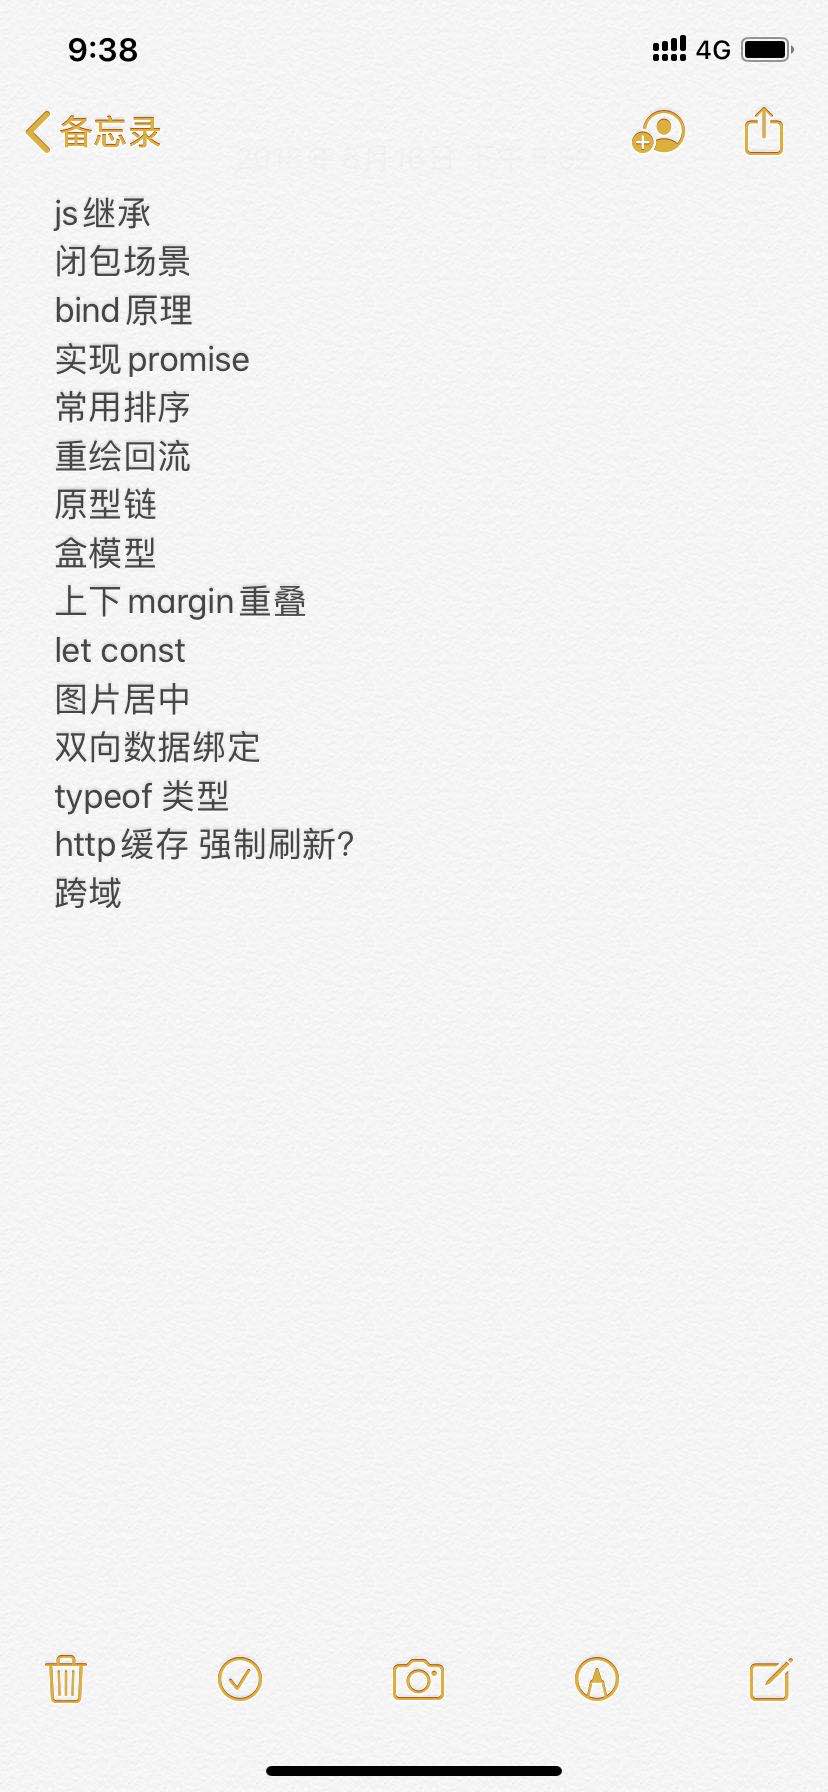 9:38
4G
备忘录
js继承
闭包场景
bind原理
实现promise
常用排序
重绘回流
原型链
盒模型
上下margin重叠
let const
图片居中
双向数据绑定
typeof 类型
http缓存 强制刷新?
跨域